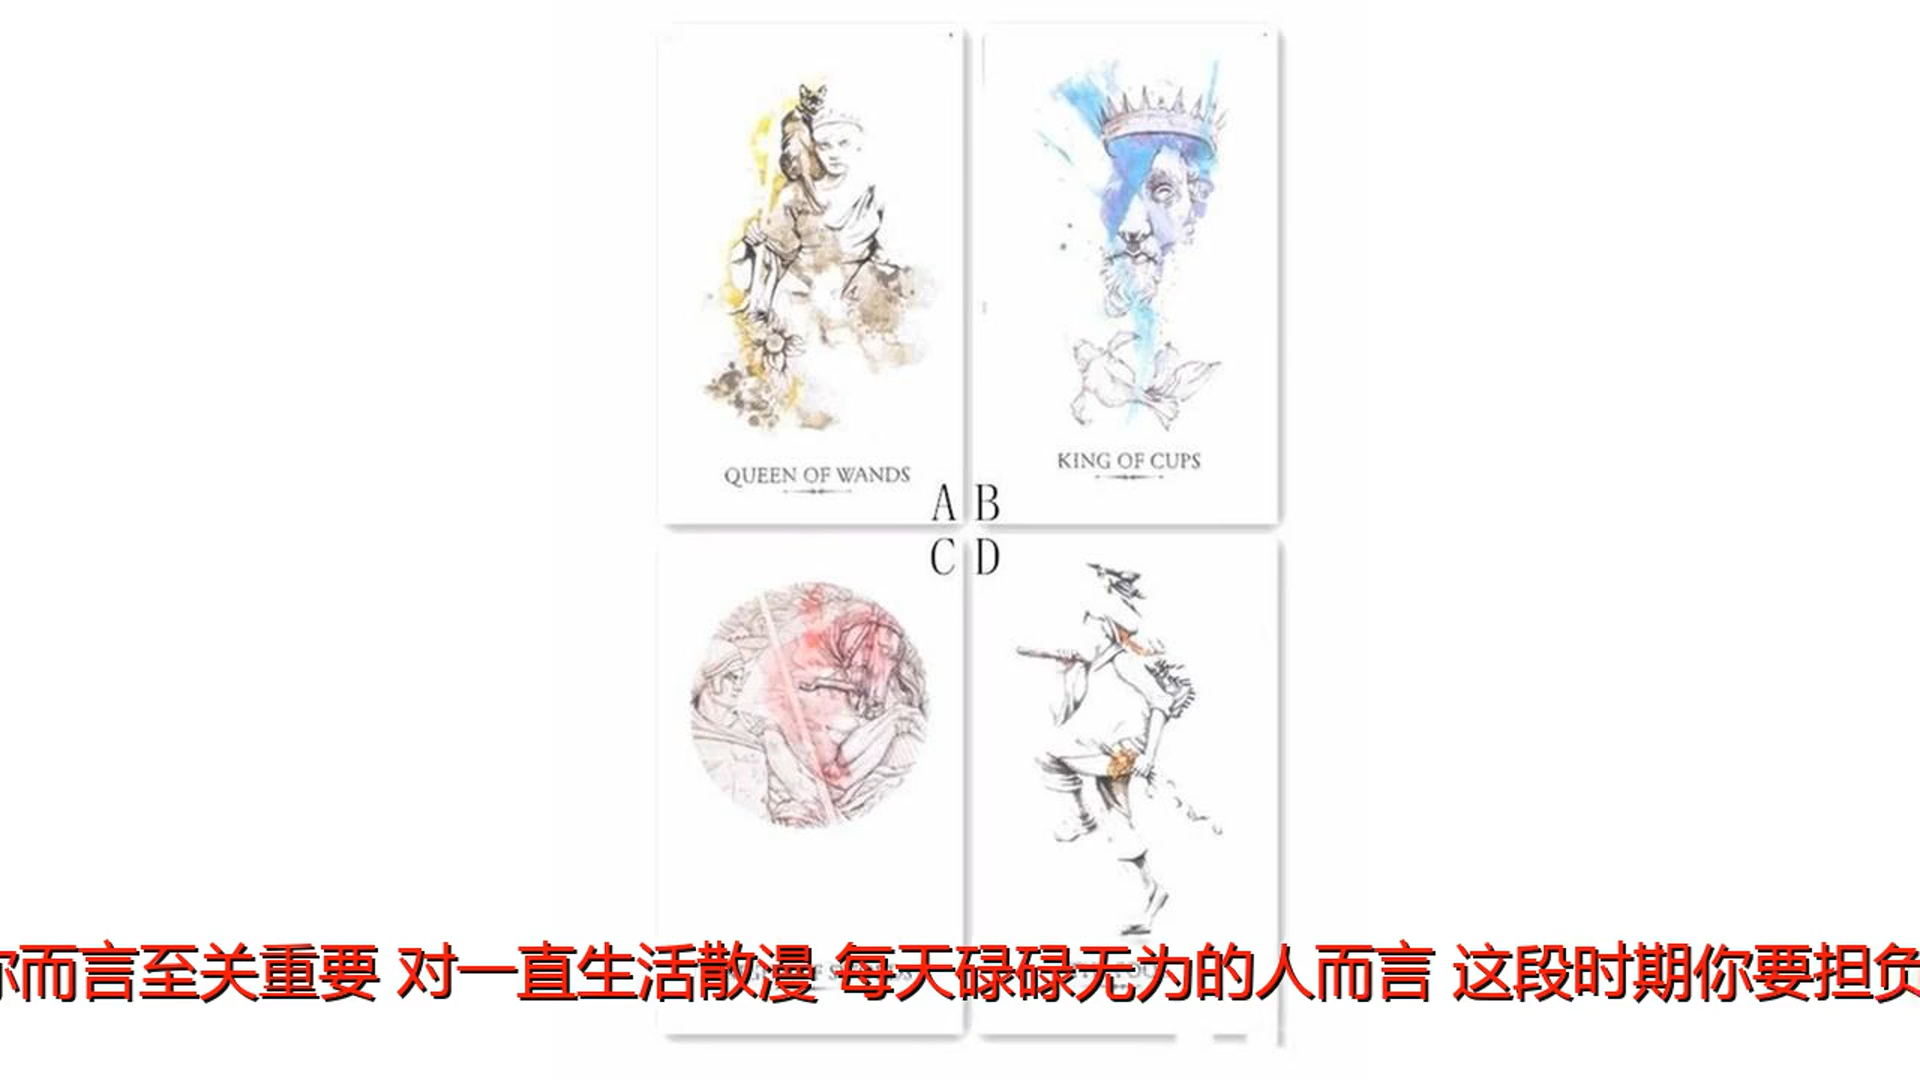 QUEEN OF WANDS
KING OF CUPS
A B
C D
你而言至关重要 对一直生活散漫 每天碌碌无为的人而言 这段时期你要担负